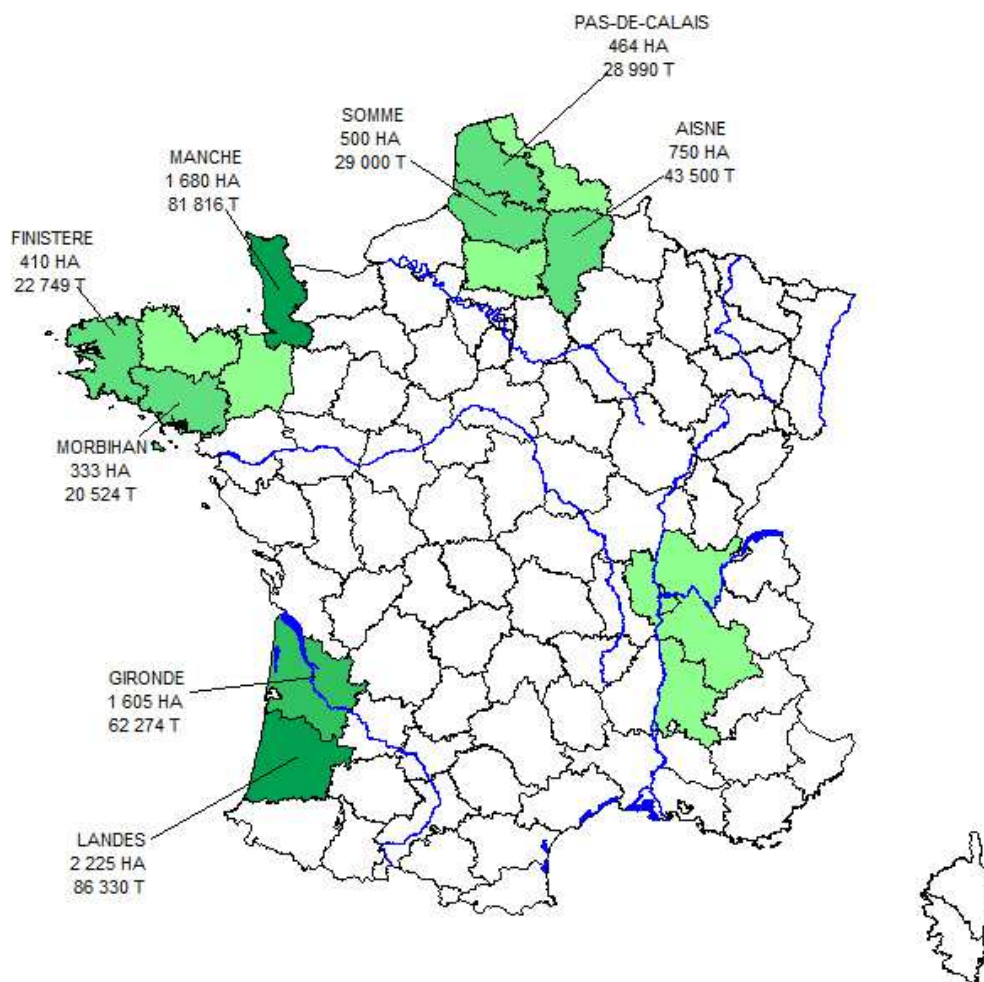 PAS-DE-CALAIS
464 HA
28 990 T
SOMME
500 HA
29 000 T
AISNE
750 HA
43 500 T
MANCHE
1 680 HA
81 816 T
FINISTERE
410 HA
22 749 T
MORBIHAN
333 HA
20 524 T
GIRONDE
1 605 HA
62 274 T
LANDES
2 225 HA
86 330 T